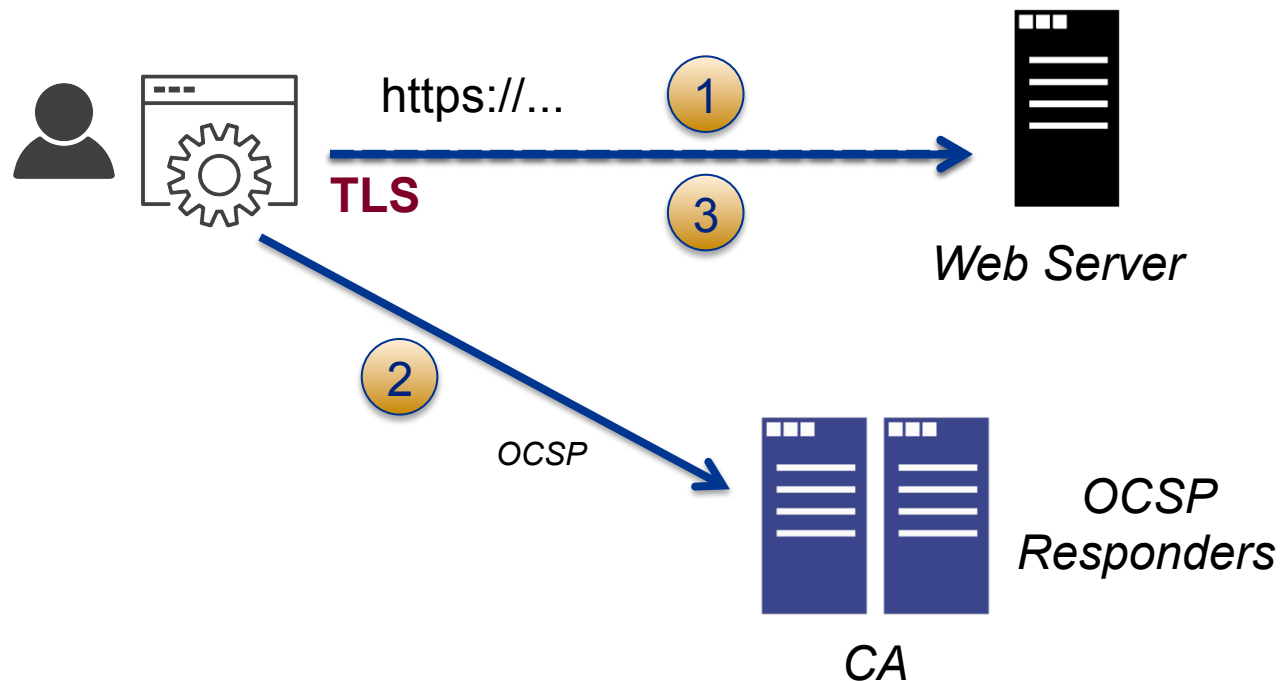 https://...
1
TLS
3
Web Server
2
OCSP
OCSP
Responders
CA